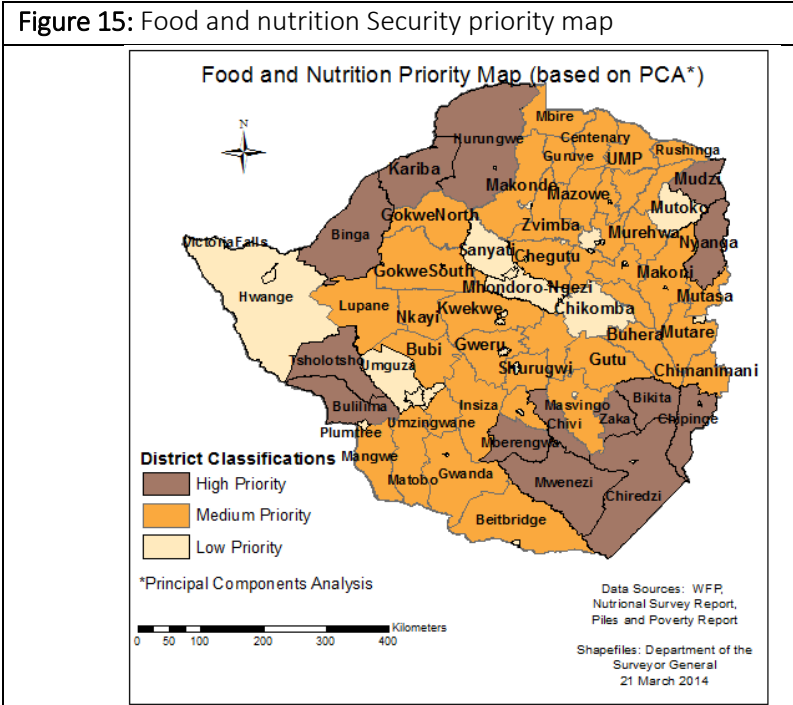 Figure 15: Food and nutrition Security priority map
Food and Nutrition Priority Map (based on PCA*)
N
Mbire
Hurungwe
Centenary
Rushinga
Guruve
UMP
Kariba
Mudzi
Makonde
Mazowe
Mutoko
GokweNorth
Zvimba
Murehwa
Binga
Nyanga
VictoriaFalls
Sanyati
Chegutu
GokweSouth
Makoni
Mhondoro-Ngezi
Mutasa
Hwange
Lupane
Kwekwe
Chikomba
Nkayi
Buhera
Mutare
Bubi
Gweru
Tsholotsho
Umguza
Shurugwi
Gutu
Chimanimani
Bulilima
Insiza
Masvingo
Bikita
Plumtree
Umzingwane
Chivi
Zaka
Chipinge
Mberengwa
Mangwe
Matobo
Gwanda
Mwenezi
Chiredzi
Beitbridge
District Classifications
High Priority
Medium Priority
Low Priority
*Principal Components Analysis
Kilometers
0 50 100 200 300 400
Data Sources: WFP,
Nutrional Survey Report,
Piles and Poverty Report
Shapefiles: Department of the
Surveyor General
21 March 2014